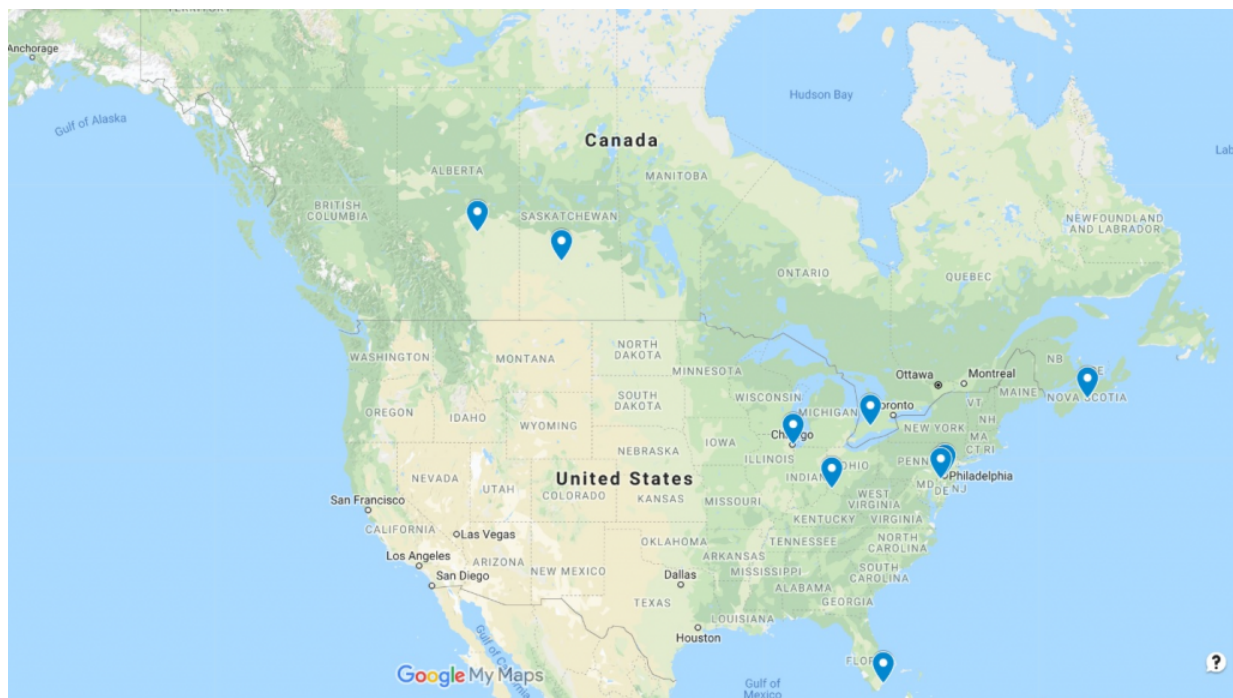 TERRITORY
Anchorage
Gulf of Alaska
Hudson Bay
Canada
ALBERTA
MANITOBA
BRITISH
COLUMBIA
SASKATCHEWAN
NEWFOUNDLAND
AND LABRADOR
ONTARIO
QUEBEC
NB
NOVA SCOTIA
WASHINGTON
MONTANA
NORTH
DAKOTA
MINNESOTA
Ottawa
Montreal
MAINE
OREGON
IDAHO
WYOMING
SOUTH
DAKOTA
WISCONSIN
MICHIGAN
VT
NH
NEW YORK
MA
CT RI
NEBRASKA
IOWA
ILLINOIS
OHIO
PENN
Philadelphia
MD
DE NJ
NEVADA
UTAH
United States
COLORADO
KANSAS
MISSOURI
WEST
VIRGINIA
KENTUCKY
VIRGINIA
San Francisco
CALIFORNIA
Las Vegas
OKLAHOMA
TENNESSEE
NORTH
CAROLINA
Los Angeles
ARIZONA
NEW MEXICO
ARKANSAS
MISSISSIPPI
SOUTH
CAROLINA
San Diego
Dallas
ALABAMA
TEXAS
GEORGIA
LOUISIANA
Houston
Google My Maps
Gulf of
Mexico
?